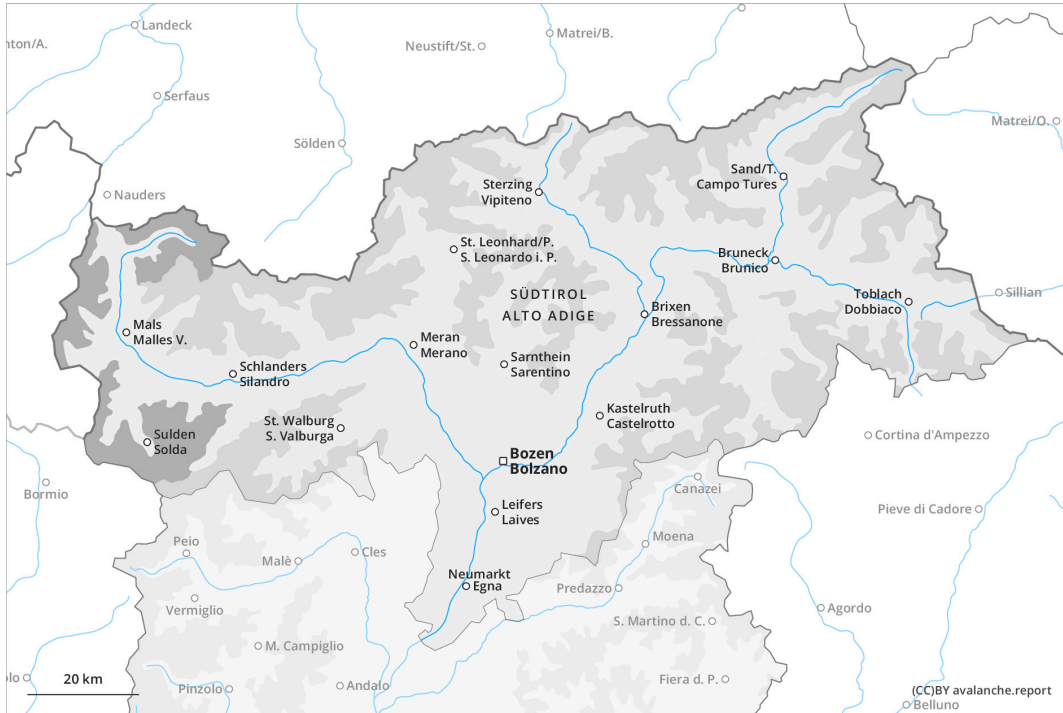 Landeck
nton/A.
Matrei/B.
Neustift/St.
Serfaus
Matrei/O.
Sölden
Sand/T.
Campo Tures
Nauders
Sterzing
Vipiteno
St. Leonhard/P.
S. Leonardo i. P.
Bruneck
Brunico
SÜDTIROL
ALTO ADIGE
Toblach
Dobbiaco
Sillian
Brixen
Bressanone
Mals
Malles V.
Meran
Merano
Sarnthein
Sarentino
Schlanders
Silandro
Kastelruth
Castelrotto
St. Walburg
S. Valburga
Sulden
Solda
Cortina d'Ampezzo
Bozen
Bolzano
Bormio
Canazei
Leifers
Laives
Pieve di Cadore
Peio
Moena
Cles
Malè
Neumarkt
Egna
Predazzo
Vermiglio
Agordo
S. Martino d. C.
M. Campiglio
olo
20 km
Pinzolo
Andalo
Fiera d. P.
(CC)BY avalanche.report
Belluno